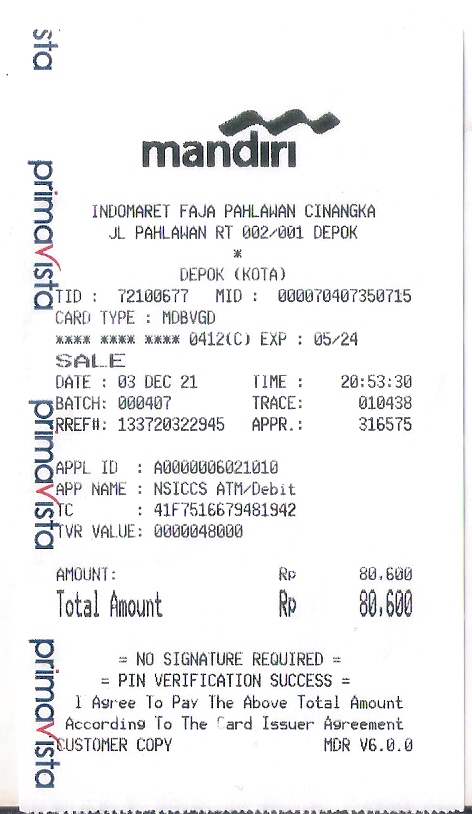 mandiri
INDOMARET FAJA PAHLAWAN CINANGKA
JL PAHLAWAN RT 002/001 DEPOK
*
DEPOK (KOTA)
TID : 72100677 MID : 000070407350715
CARD TYPE : MDBVGD
**** **** **** 0412(C) EXP : 05/24
SALE
DATE : 03 DEC 21 TIME : 20:53:30
BATCH: 000407 TRACE: 010438
RREF#: 133720322945 APPR.: 316575
APPL ID : A0000006021010
APP NAME : NSICCS ATM/Debit
TC : 41F7516679481942
TVR VALUE: 0000048000
AMOUNT: Rp 80,600
Total Amount Rp 80,600
= NO SIGNATURE REQUIRED =
= PIN VERIFICATION SUCCESS =
I Agree To Pay The Above Total Amount
According To The Card Issuer Agreement
CUSTOMER COPY MDR V6.0.0
sta
primavista
primavista
primavista